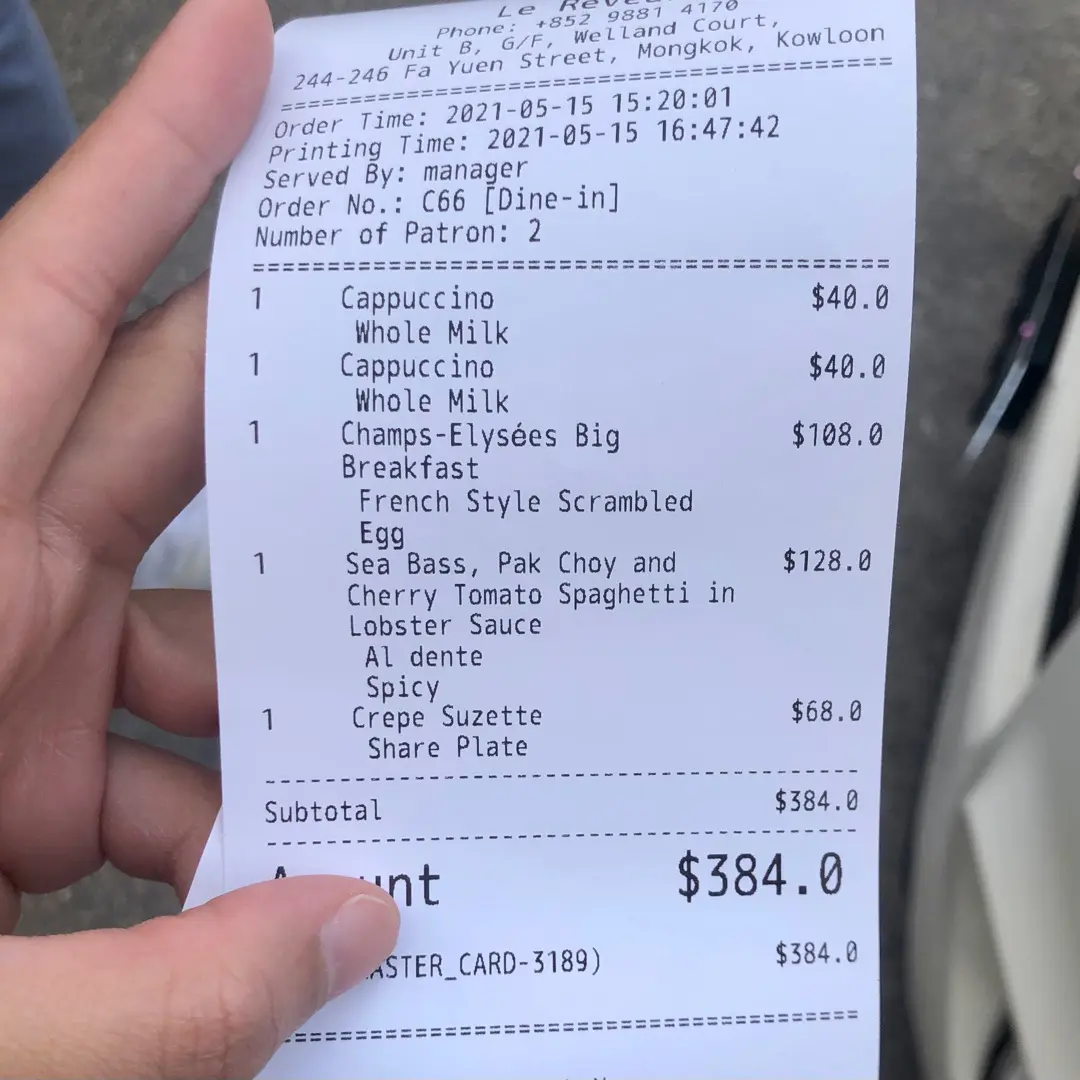 Le
Phone: +852 9881 4170
Unit B, G/F, Welland Court,
244-246 Fa Yuen Street, Mongkok, Kowloon
========================================
Order Time: 2021-05-15 15:20:01
Printing Time: 2021-05-15 16:47:42
Served By: manager
Order No.: C66 [Dine-in]
Number of Patron: 2
========================================
1 Cappuccino $40.0
Whole Milk
1 Cappuccino $40.0
Whole Milk
1 Champs-Elysées Big $108.0
Breakfast
French Style Scrambled
Egg
1 Sea Bass, Pak Choy and $128.0
Cherry Tomato Spaghetti in
Lobster Sauce
Al dente
Spicy
1 Crepe Suzette $68.0
Share Plate
----------------------------------------
Subtotal $384.0
----------------------------------------
$384.0
ASTER_CARD-3189) $384.0
========================================